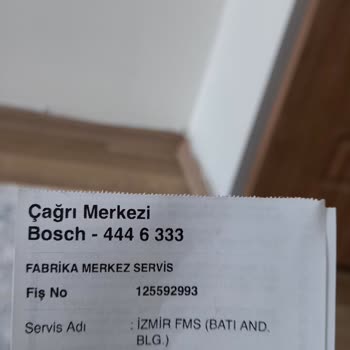 Çağrı Merkezi
Bosch - 444 6 333
FABRİKA MERKEZ SERVİS
Fiş No 125592993
Servis Adı : İZMİR FMS (BATI AND.
BLG.)